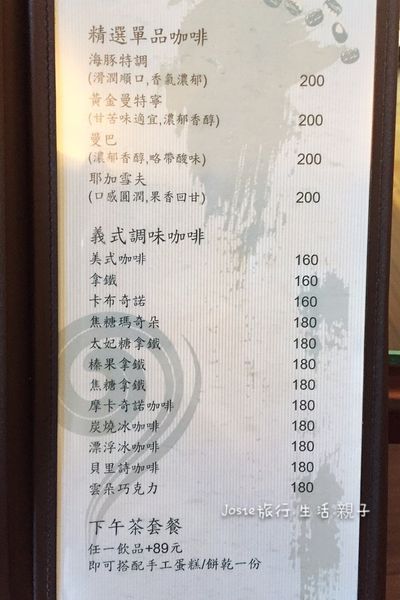 精選單品咖啡
海豚特調
(滑潤順口,香氣濃郁) 200
黃金曼特寧
(甘苦味適宜,濃郁香醇) 200
曼巴
(濃郁香醇,略帶酸味) 200
耶加雪夫
(口感圓潤,果香回甘) 200
義式調味咖啡
美式咖啡 160
拿鐵 160
卡布奇諾 160
焦糖瑪奇朵 180
太妃糖拿鐵 180
榛果拿鐵 180
焦糖拿鐵 180
摩卡奇諾咖啡 180
炭燒冰咖啡 180
漂浮冰咖啡 180
貝里詩咖啡 180
雲朵巧克力 180
Josie旅行 生活 親子
下午茶套餐
任一飲品+89元
即可搭配手工蛋糕/餅乾一份